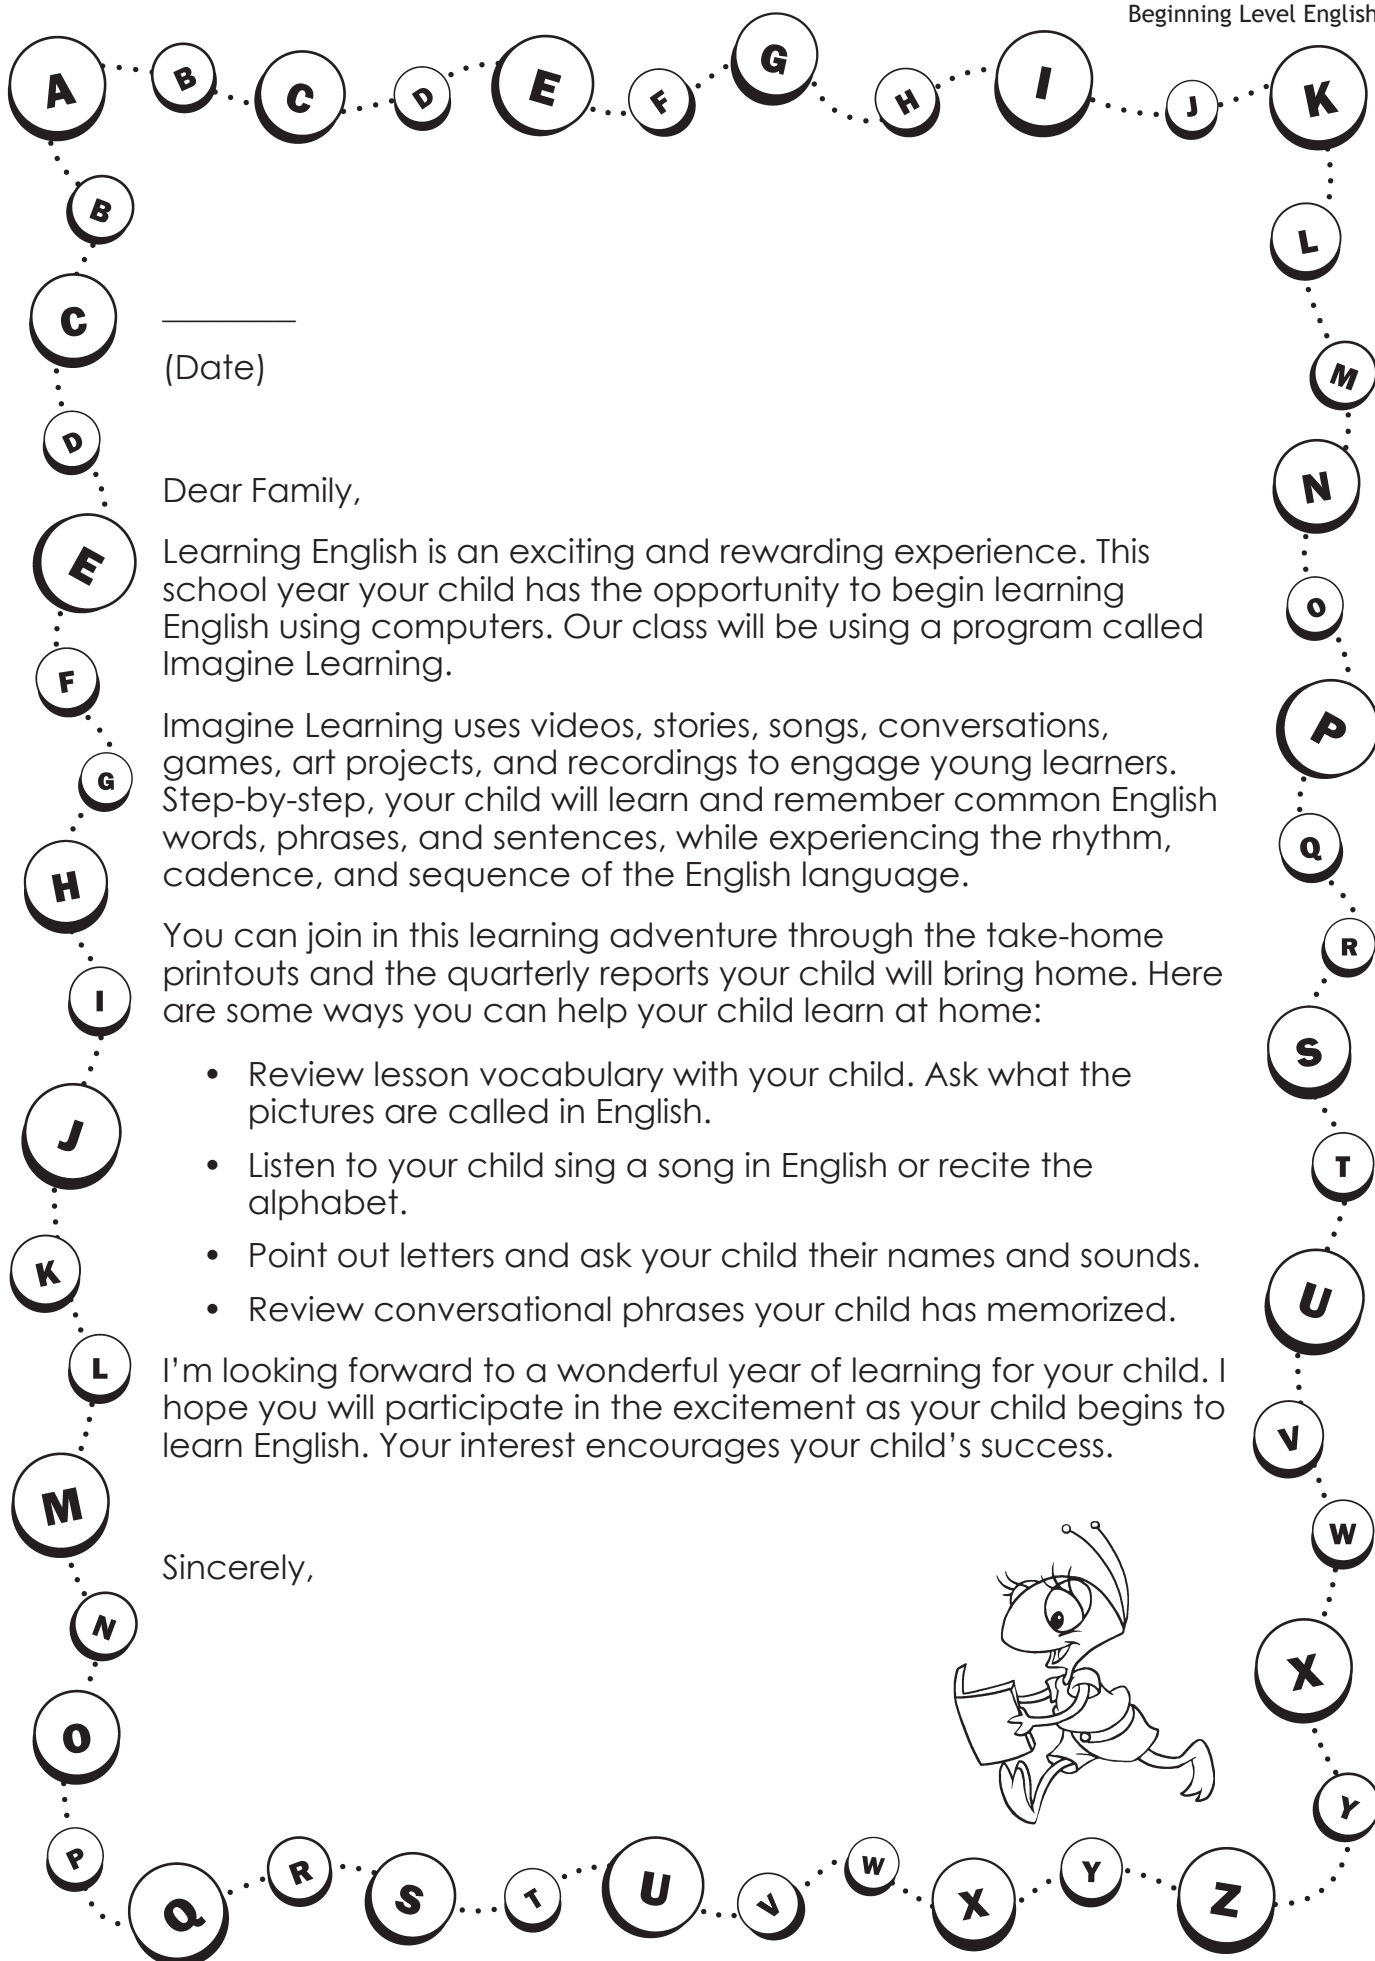 Beginning Level English
A B C D E F G H I J K
B
L
C
M
D
N
E
O
F
P
G
Q
H
R
I
S
J
T
K
U
L
V
M
W
N
X
O
Y
P Q R S T U V W X Y Z
________
(Date)
Dear Family,
Learning English is an exciting and rewarding experience. This
school year your child has the opportunity to begin learning
English using computers. Our class will be using a program called
Imagine Learning.
Imagine Learning uses videos, stories, songs, conversations,
games, art projects, and recordings to engage young learners.
Step-by-step, your child will learn and remember common English
words, phrases, and sentences, while experiencing the rhythm,
cadence, and sequence of the English language.
You can join in this learning adventure through the take-home
printouts and the quarterly reports your child will bring home. Here
are some ways you can help your child learn at home:
• Review lesson vocabulary with your child. Ask what the
pictures are called in English.
• Listen to your child sing a song in English or recite the
alphabet.
• Point out letters and ask your child their names and sounds.
• Review conversational phrases your child has memorized.
I'm looking forward to a wonderful year of learning for your child. I
hope you will participate in the excitement as your child begins to
learn English. Your interest encourages your child's success.
Sincerely,